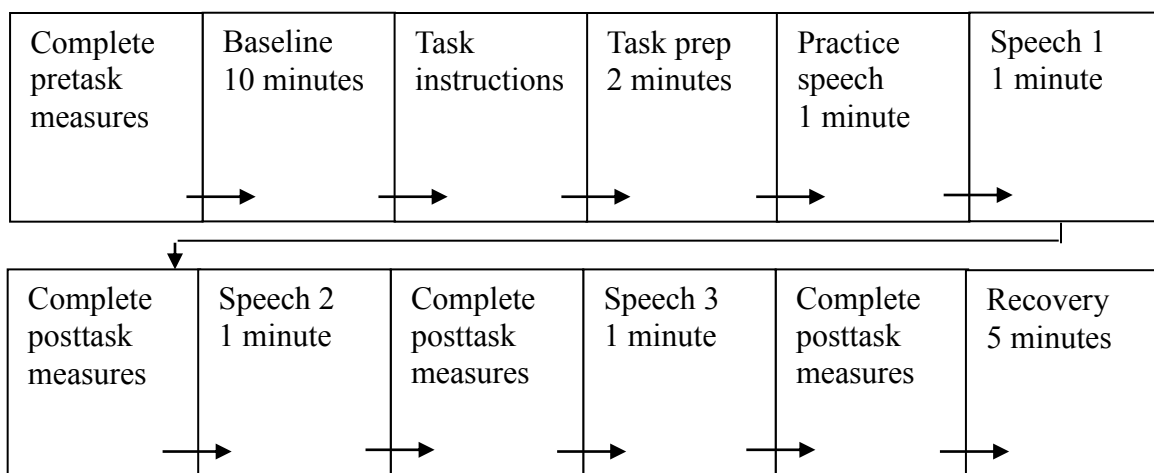 Complete
pretask
measures
Baseline
10 minutes
Task
instructions
Task prep
2 minutes
Practice
speech
1 minute
Speech 1
1 minute
Complete
posttask
measures
Speech 2
1 minute
Complete
posttask
measures
Speech 3
1 minute
Complete
posttask
measures
Recovery
5 minutes